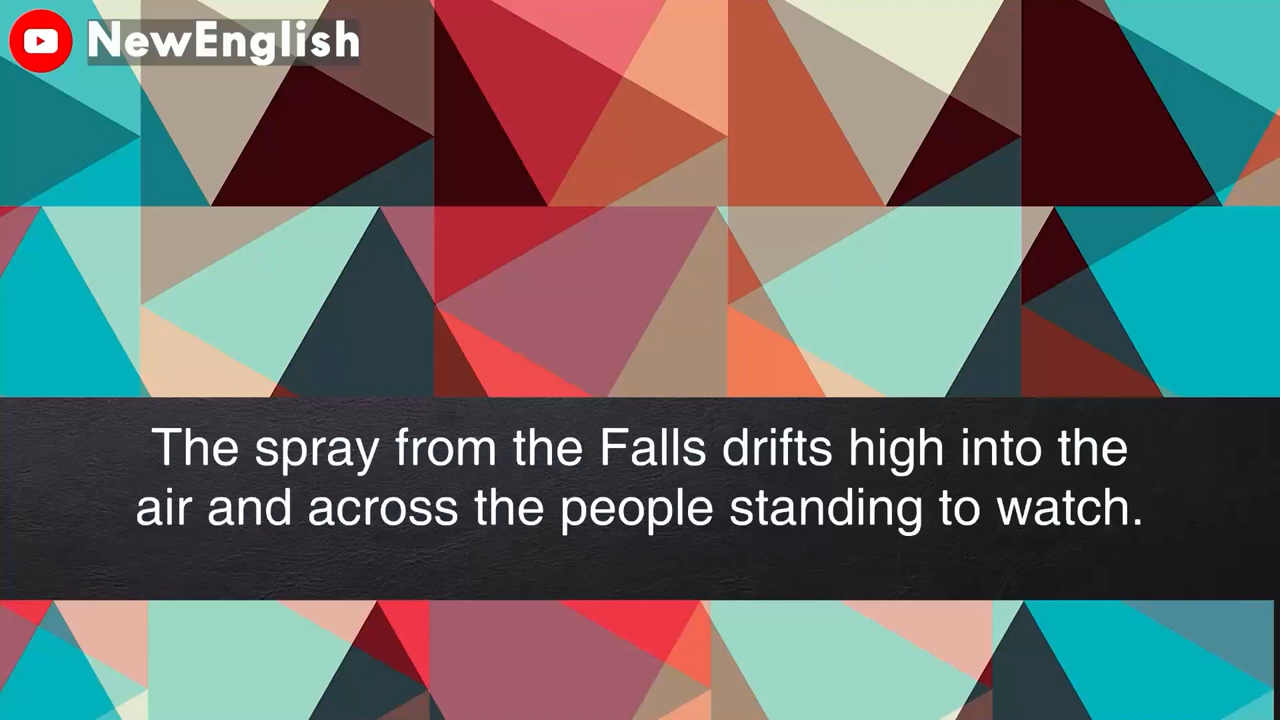 NewEnglish
The spray from the Falls drifts high into the
air and across the people standing to watch.